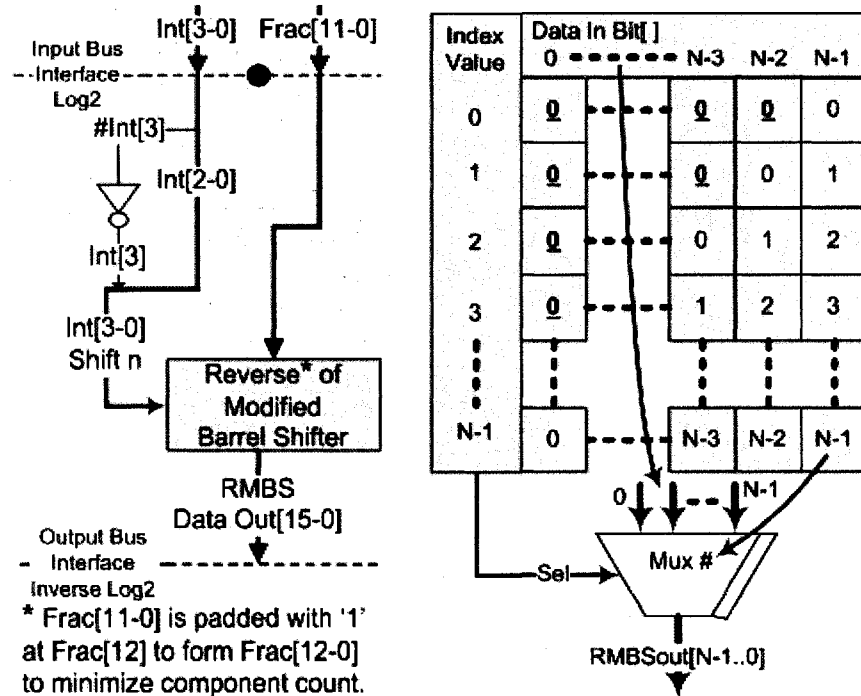 Int[3-0] Frac[11-0]
Input Bus
Interface
Log2
#Int[3]
Int[2-0]
Int[3]
Int[3-0]
Shift n
Reverse* of
Modified
Barrel Shifter
RMBS
Data Out[15-0]
Output Bus
Interface
Inverse Log2
* Frac[11-0] is padded with '1'
at Frac[12] to form Frac[12-0]
to minimize component count.
Index
Value
Data In Bit[ ]
0 N-3 N-2 N-1
0 0 0 0 0
1 0 0 0 1
2 0 0 1 2
3 0 1 2 3
N-1 0 N-3 N-2 N-1
0 N-1
Sel
Mux #
RMBSout[N-1..0]